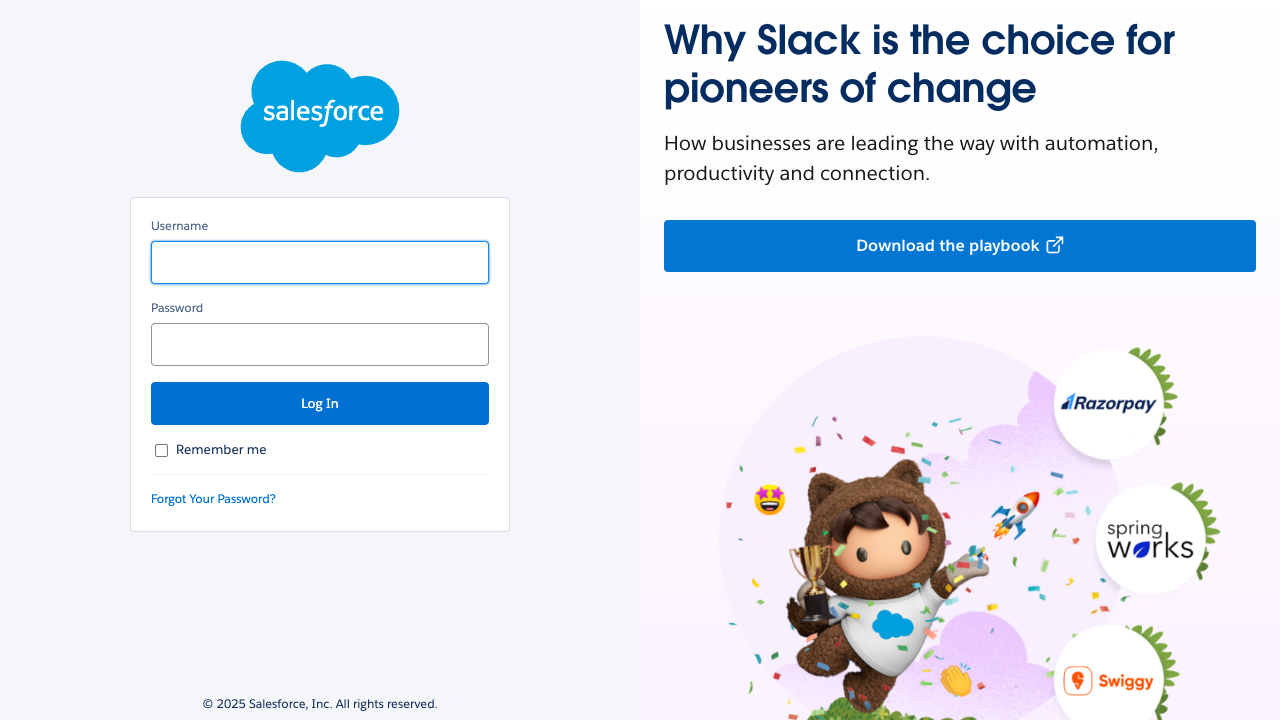 salesforce
Username
Password
Log In
Remember me
Forgot Your Password?
© 2025 Salesforce, Inc. All rights reserved.
Why Slack is the choice for
pioneers of change
How businesses are leading the way with automation,
productivity and connection.
Download the playbook
Razorpay
spring
works
Swiggy